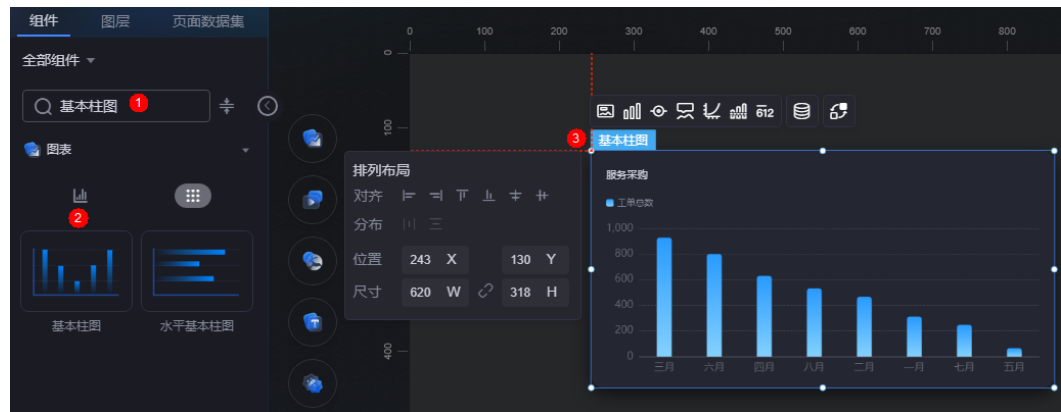 组件 图层 页面数据集
全部组件
基本柱图 1
图表
2
基本柱图 水平基本柱图
0 100 200 300 400 500 600 700 800
0
100
400
排列布局
对齐
分布
位置 243 X 130 Y
尺寸 620 W 318 H
612
3 基本柱图
服务采购
工单总数
1,000
800
600
400
200
0
三月 六月 四月 八月 二月 一月 七月 五月